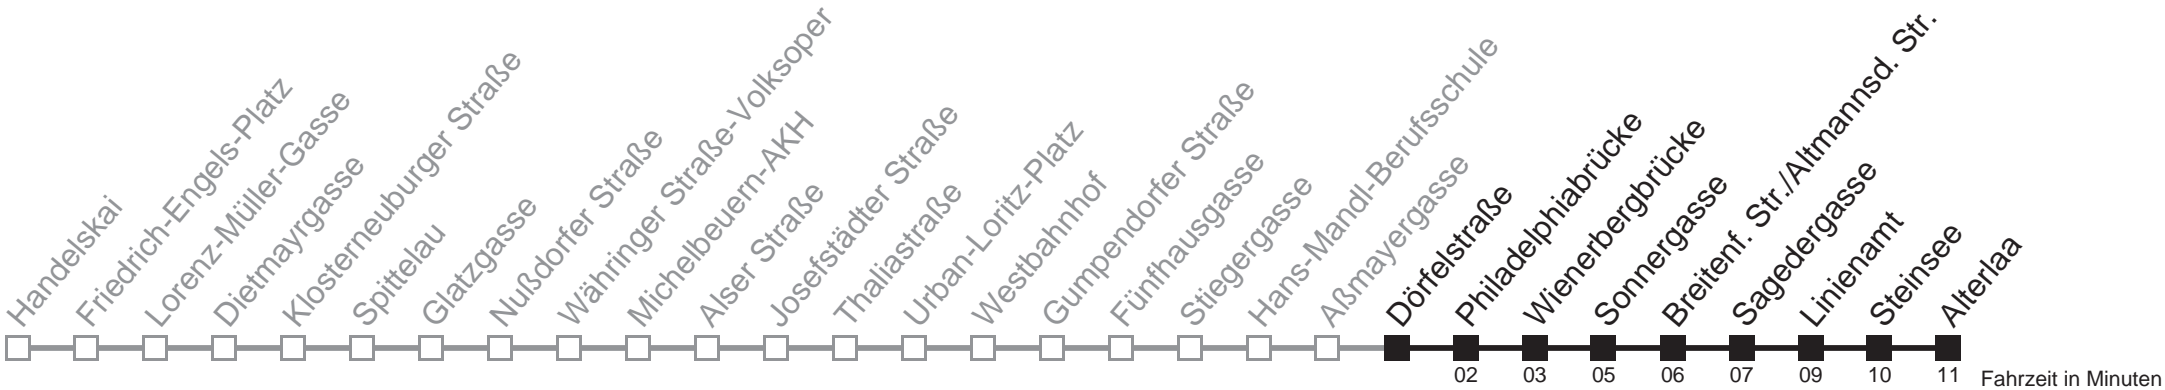 Handelskai
Friedrich-Engels-Platz
Lorenz-Müller-Gasse
Dietmayrgasse
Klosterneuburger Straße
Spittelau
Glatzgasse
Nußdorfer Straße
Währinger Straße-Volksoper
Michelbeuern-AKH
Alser Straße
Josefstädter Straße
Thaliastraße
Urban-Loritz-Platz
Westbahnhof
Gumpendorfer Straße
Fünfhausgasse
Stiegergasse
Hans-Mandl-Berufsschule
Aßmayergasse
Dörfelstraße
Philadelphiabrücke
Wienerbergbrücke
Sonnergasse
Breitenf. Str./Altmannsd. Str.
Sagedergasse
Linienamt
Steinsee
Alterlaa
02 03 05 06 07 09 10 11 Fahrzeit in Minuten